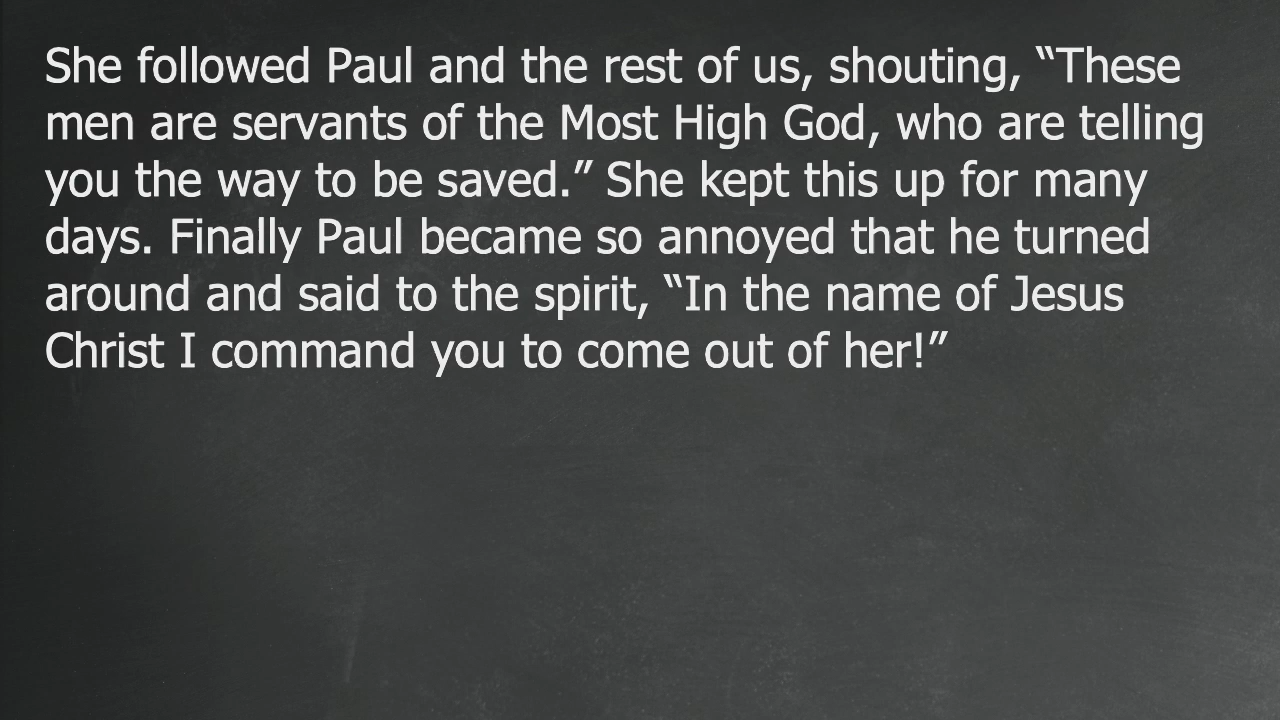 She followed Paul and the rest of us, shouting, “These
men are servants of the Most High God, who are telling
you the way to be saved.” She kept this up for many
days. Finally Paul became so annoyed that he turned
around and said to the spirit, “In the name of Jesus
Christ I command you to come out of her!”